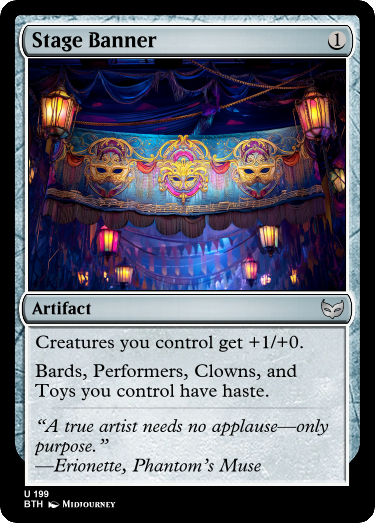 Stage Banner 1
Artifact
Creatures you control get +1/+0.
Bards, Performers, Clowns, and
Toys you control have haste.
“A true artist needs no applause—only
purpose.”
—Erionette, Phantom’s Muse
U 199
BTH Midjourney